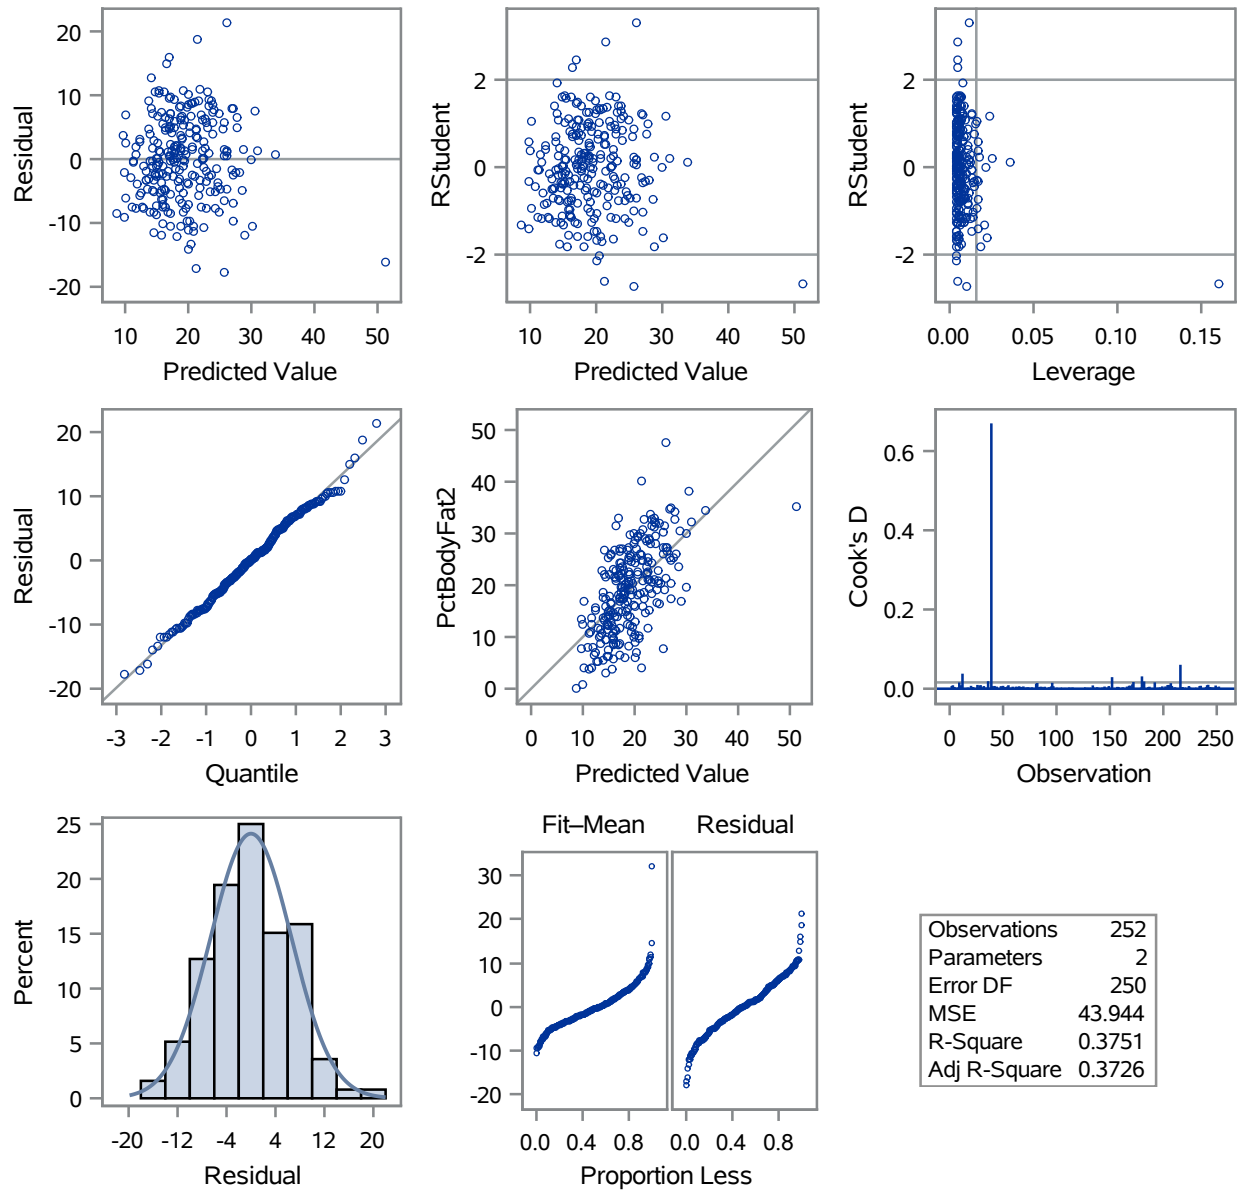 20
10
0
-10
-20
Residual
10 20 30 40 50
Predicted Value
2
0
-2
RStudent
10 20 30 40 50
Predicted Value
2
0
-2
RStudent
0.00 0.05 0.10 0.15
Leverage
20
10
0
-10
-20
Residual
-3 -2 -1 0 1 2 3
Quantile
50
40
30
20
10
0
PctBodyFat2
0 10 20 30 40 50
Predicted Value
0.6
0.4
0.2
0.0
Cook's D
0 50 100 150 200 250
Observation
25
20
15
10
5
0
Percent
-20 -12 -4 4 12 20
Residual
Fit–Mean Residual
30
20
10
0
-10
-20
0.0 0.4 0.8 0.0 0.4 0.8
Proportion Less
Observations 252
Parameters 2
Error DF 250
MSE 43.944
R-Square 0.3751
Adj R-Square 0.3726